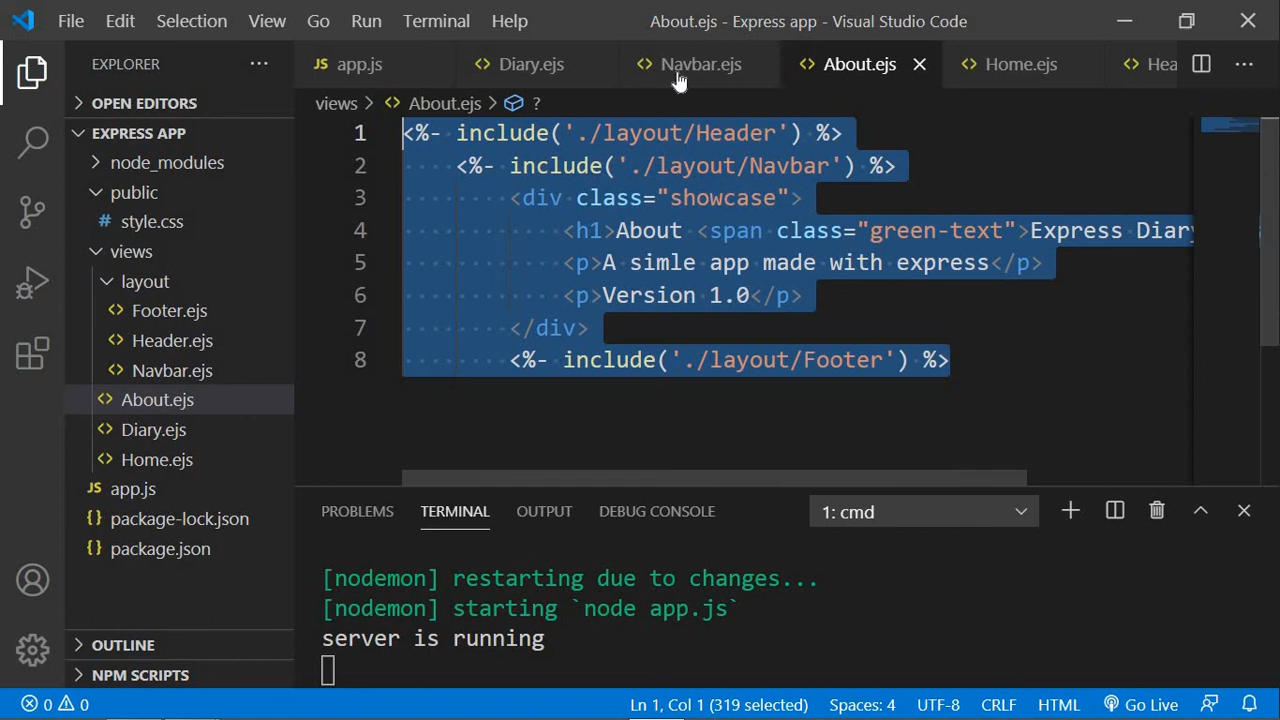 File Edit Selection View Go Run Terminal Help About.ejs - Express app - Visual Studio Code
EXPLORER
JS app.js
Diary.ejs
Navbar.ejs
About.ejs
Home.ejs
Hea
OPEN EDITORS
EXPRESS APP
node_modules
public
# style.css
views
layout
Footer.ejs
Header.ejs
Navbar.ejs
About.ejs
Diary.ejs
Home.ejs
JS app.js
{} package-lock.json
{} package.json
OUTLINE
NPM SCRIPTS
views > About.ejs > ?
1 <%- include('./layout/Header') %>
2 <%- include('./layout/Navbar') %>
3 <div class="showcase">
4 <h1>About <span class="green-text">Express Diary
5 <p>A simle app made with express</p>
6 <p>Version 1.0</p>
7 </div>
8 <%- include('./layout/Footer') %>
PROBLEMS TERMINAL OUTPUT DEBUG CONSOLE 1: cmd
[nodemon] restarting due to changes...
[nodemon] starting `node app.js`
server is running
0 0 Ln 1, Col 1 (319 selected) Spaces: 4 UTF-8 CRLF HTML Go Live